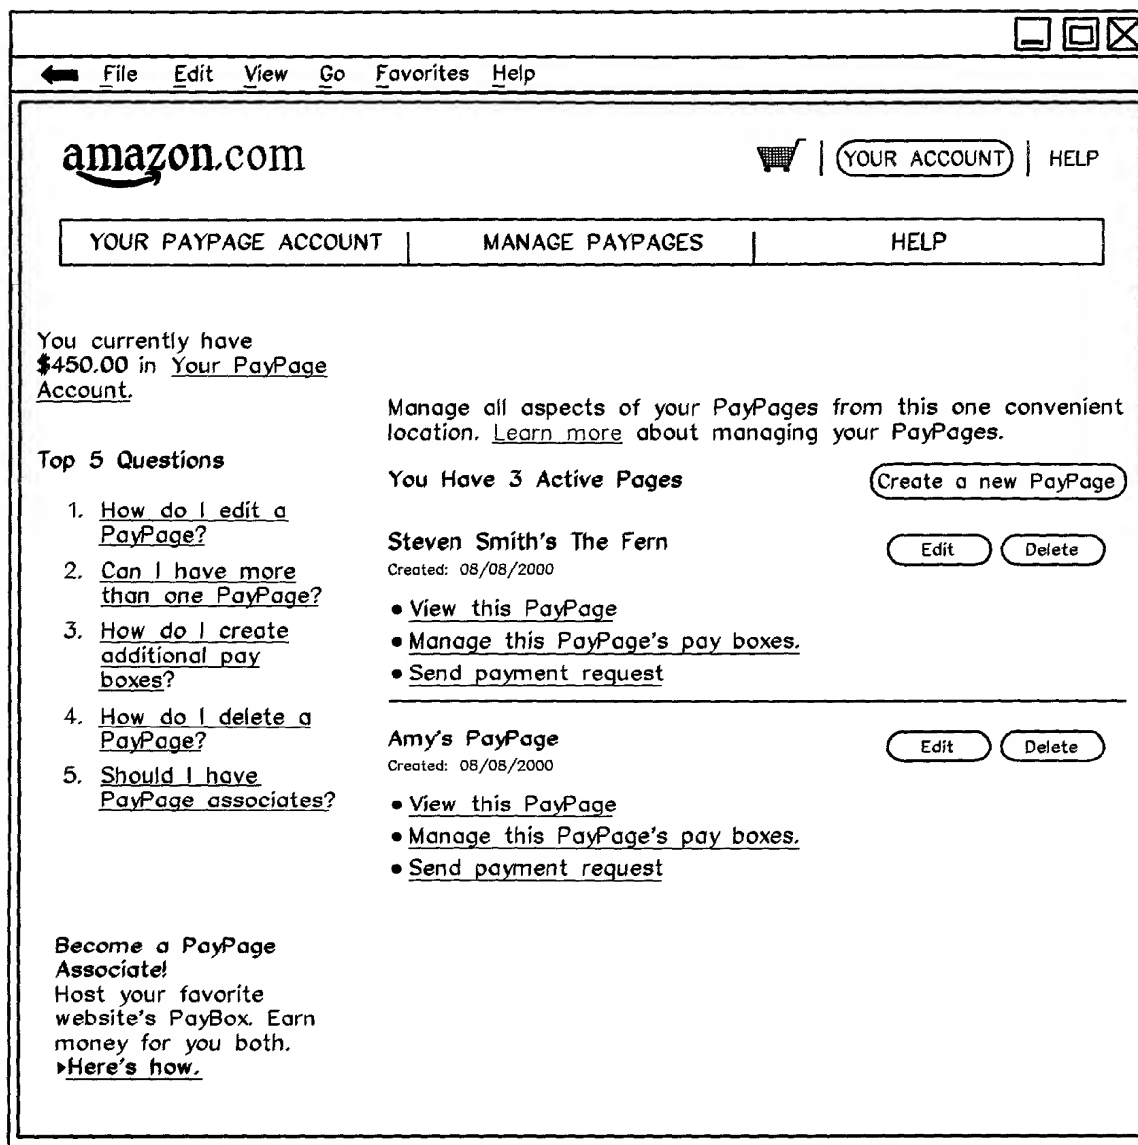 File Edit View Go Favorites Help
amazon.com
YOUR ACCOUNT | HELP
YOUR PAYPAGE ACCOUNT | MANAGE PAYPAGES | HELP
You currently have
$450.00 in Your PayPage
Account.
Top 5 Questions
1. How do I edit a
PayPage?
2. Can I have more
than one PayPage?
3. How do I create
additional pay
boxes?
4. How do I delete a
PayPage?
5. Should I have
PayPage associates?
Become a PayPage
Associate!
Host your favorite
website's PayBox. Earn
money for you both.
▸Here's how.
Manage all aspects of your PayPages from this one convenient
location. Learn more about managing your PayPages.
You Have 3 Active Pages
Create a new PayPage
Steven Smith's The Fern
Edit Delete
Created: 08/08/2000
• View this PayPage
• Manage this PayPage's pay boxes.
• Send payment request
Amy's PayPage
Edit Delete
Created: 08/08/2000
• View this PayPage
• Manage this PayPage's pay boxes.
• Send payment request